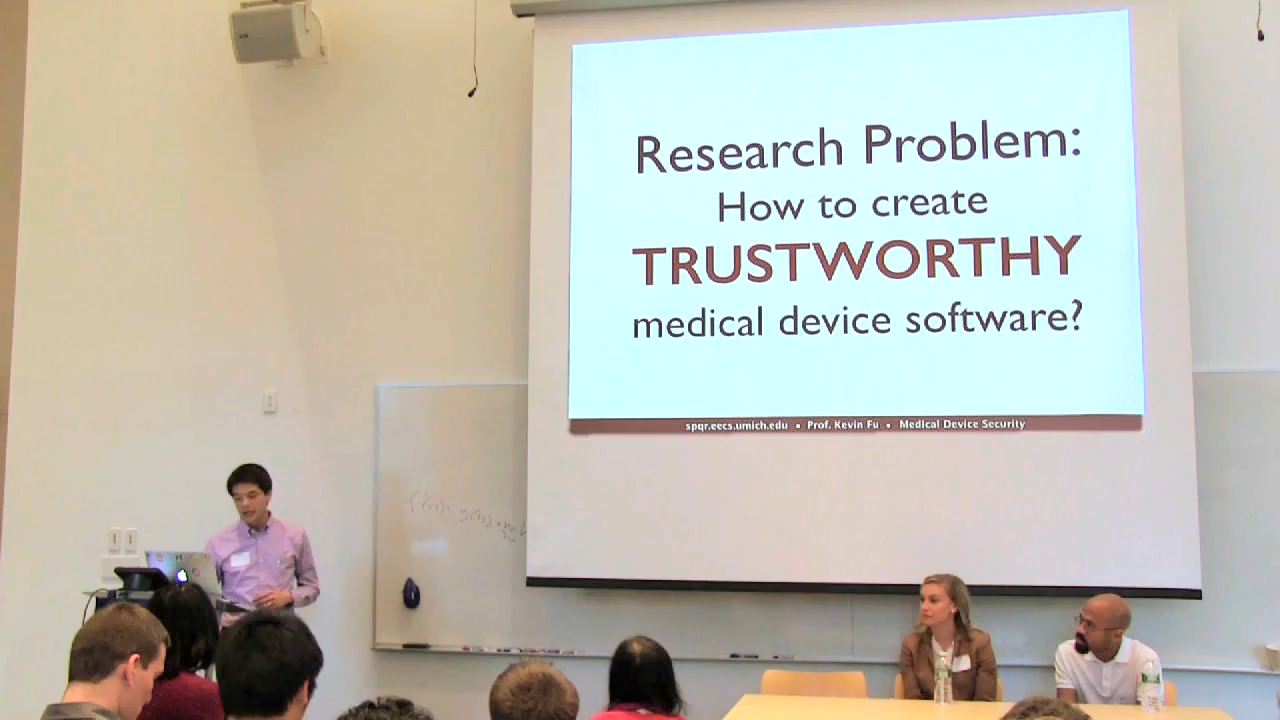 Research Problem:
How to create
TRUSTWORTHY
medical device software?
spqr.eecs.umich.edu • Prof. Kevin Fu • Medical Device Security